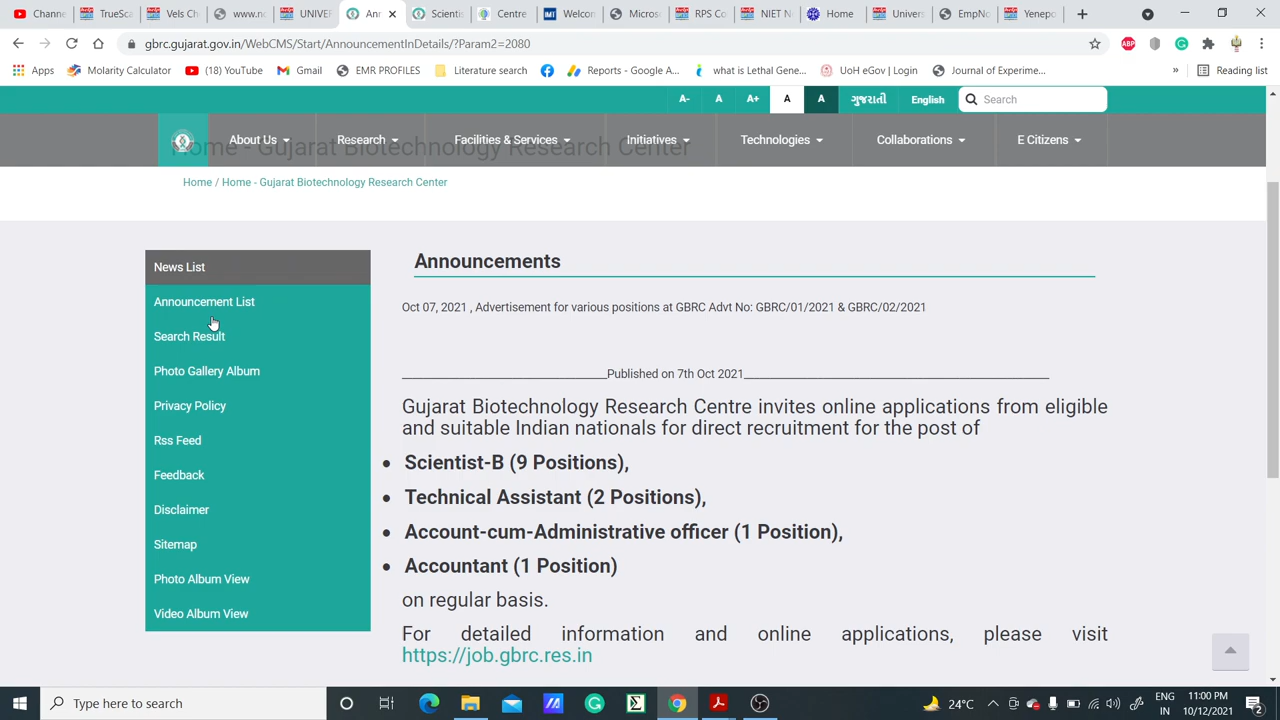 Channe
TrueSca
Vels Ch
www.nc
UNIVER
An
Scienti
Centre
Welcon
Micros
RPS Co
NIET N
Home
Univers
EmpNo
Yenepo
gbrc.gujarat.gov.in/WebCMS/Start/AnnouncementInDetails/?Param2=2080
Apps
Molarity Calculator
(18) YouTube
Gmail
EMR PROFILES
Literature search
Reports - Google A...
what is Lethal Gene...
UoH eGov | Login
Journal of Experime...
»
Reading list
A-
A
A+
A
A
ગુજરાતી
English
Search
About Us
Research
Facilities & Services
Initiatives
Technologies
Collaborations
E Citizens
Home - Gujarat Biotechnology Research Center
Home / Home - Gujarat Biotechnology Research Center
News List
Announcement List
Search Result
Photo Gallery Album
Privacy Policy
Rss Feed
Feedback
Disclaimer
Sitemap
Photo Album View
Video Album View
Announcements
Oct 07, 2021 , Advertisement for various positions at GBRC Advt No: GBRC/01/2021 & GBRC/02/2021
Published on 7th Oct 2021
Gujarat Biotechnology Research Centre invites online applications from eligible
and suitable Indian nationals for direct recruitment for the post of
• Scientist-B (9 Positions),
• Technical Assistant (2 Positions),
• Account-cum-Administrative officer (1 Position),
• Accountant (1 Position)
on regular basis.
For detailed information and online applications, please visit
https://job.gbrc.res.in
Type here to search
24°C
ENG
IN
11:00 PM
10/12/2021
2